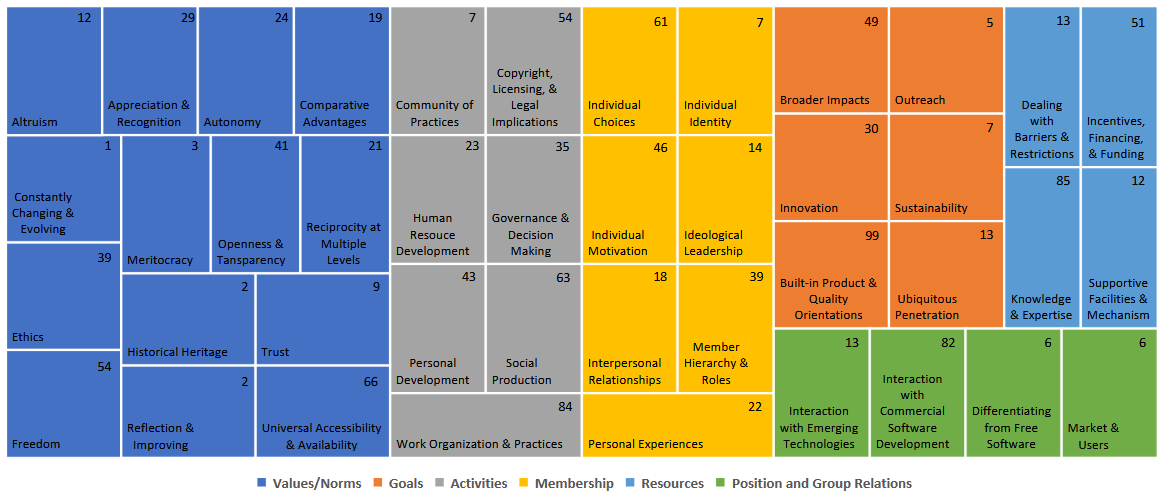 12
Altruism
29
Appreciation &
Recognition
24
Autonomy
19
Comparative
Advantages
1
Constantly
Changing &
Evolving
3
Meritocracy
41
Openness &
Tansparency
21
Reciprocity at
Multiple
Levels
39
Ethics
2
Historical Heritage
9
Trust
54
Freedom
2
Reflection &
Improving
66
Universal Accessibility
& Availability
7
Community of
Practices
54
Copyright,
Licensing, &
Legal
Implications
23
Human
Resouce
Development
35
Governance &
Decision
Making
43
Personal
Development
63
Social
Production
84
Work Organization & Practices
61
Individual
Choices
7
Individual
Identity
46
Individual
Motivation
14
Ideological
Leadership
18
Interpersonal
Relationships
39
Member
Hierarchy &
Roles
22
Personal Experiences
49
Broader Impacts
5
Outreach
30
Innovation
7
Sustainability
99
Built-in Product &
Quality
Orientations
13
Ubiquitous
Penetration
13
Dealing
with
Barriers &
Restrictions
51
Incentives,
Financing,
& Funding
85
Knowledge
& Expertise
12
Supportive
Facilities &
Mechanism
13
Interaction
with Emerging
Technologies
82
Interaction
with
Commercial
Software
Development
6
Differentiating
from Free
Software
6
Market &
Users
Values/Norms Goals Activities Membership Resources Position and Group Relations